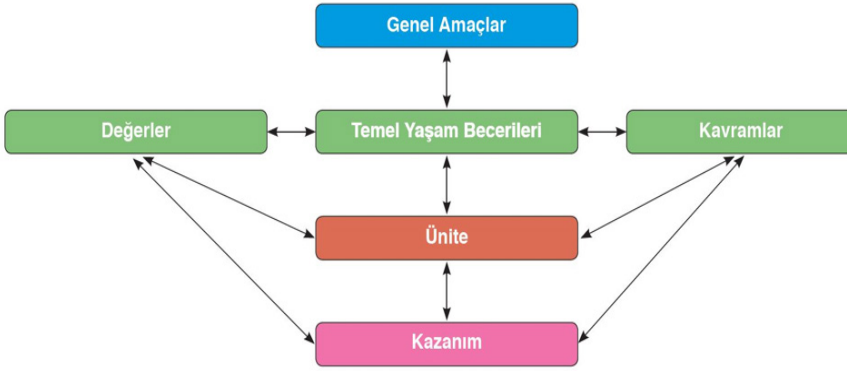 Genel Amaçlar
Değerler
Temel Yaşam Becerileri
Kavramlar
Ünite
Kazanım